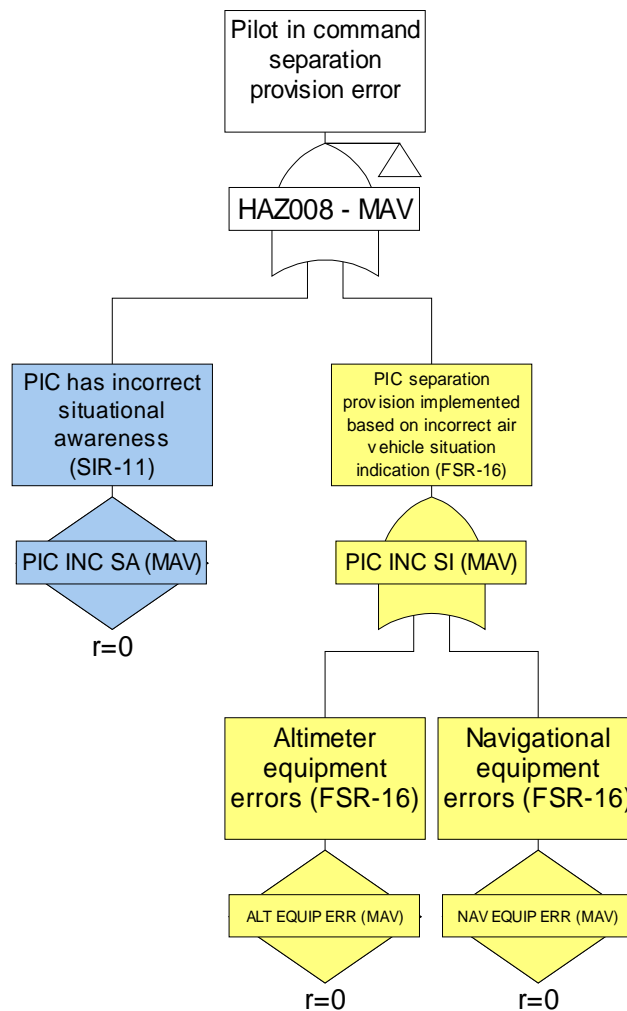 Pilot in command
separation
provision error
HAZ008 - MAV
PIC has incorrect
situational
awareness
(SIR-11)
PIC INC SA (MAV)
r=0
PIC separation
provision implemented
based on incorrect air
vehicle situation
indication (FSR-16)
PIC INC SI (MAV)
Altimeter
equipment
errors (FSR-16)
ALT EQUIP ERR (MAV)
r=0
Navigational
equipment
errors (FSR-16)
NAV EQUIP ERR (MAV)
r=0